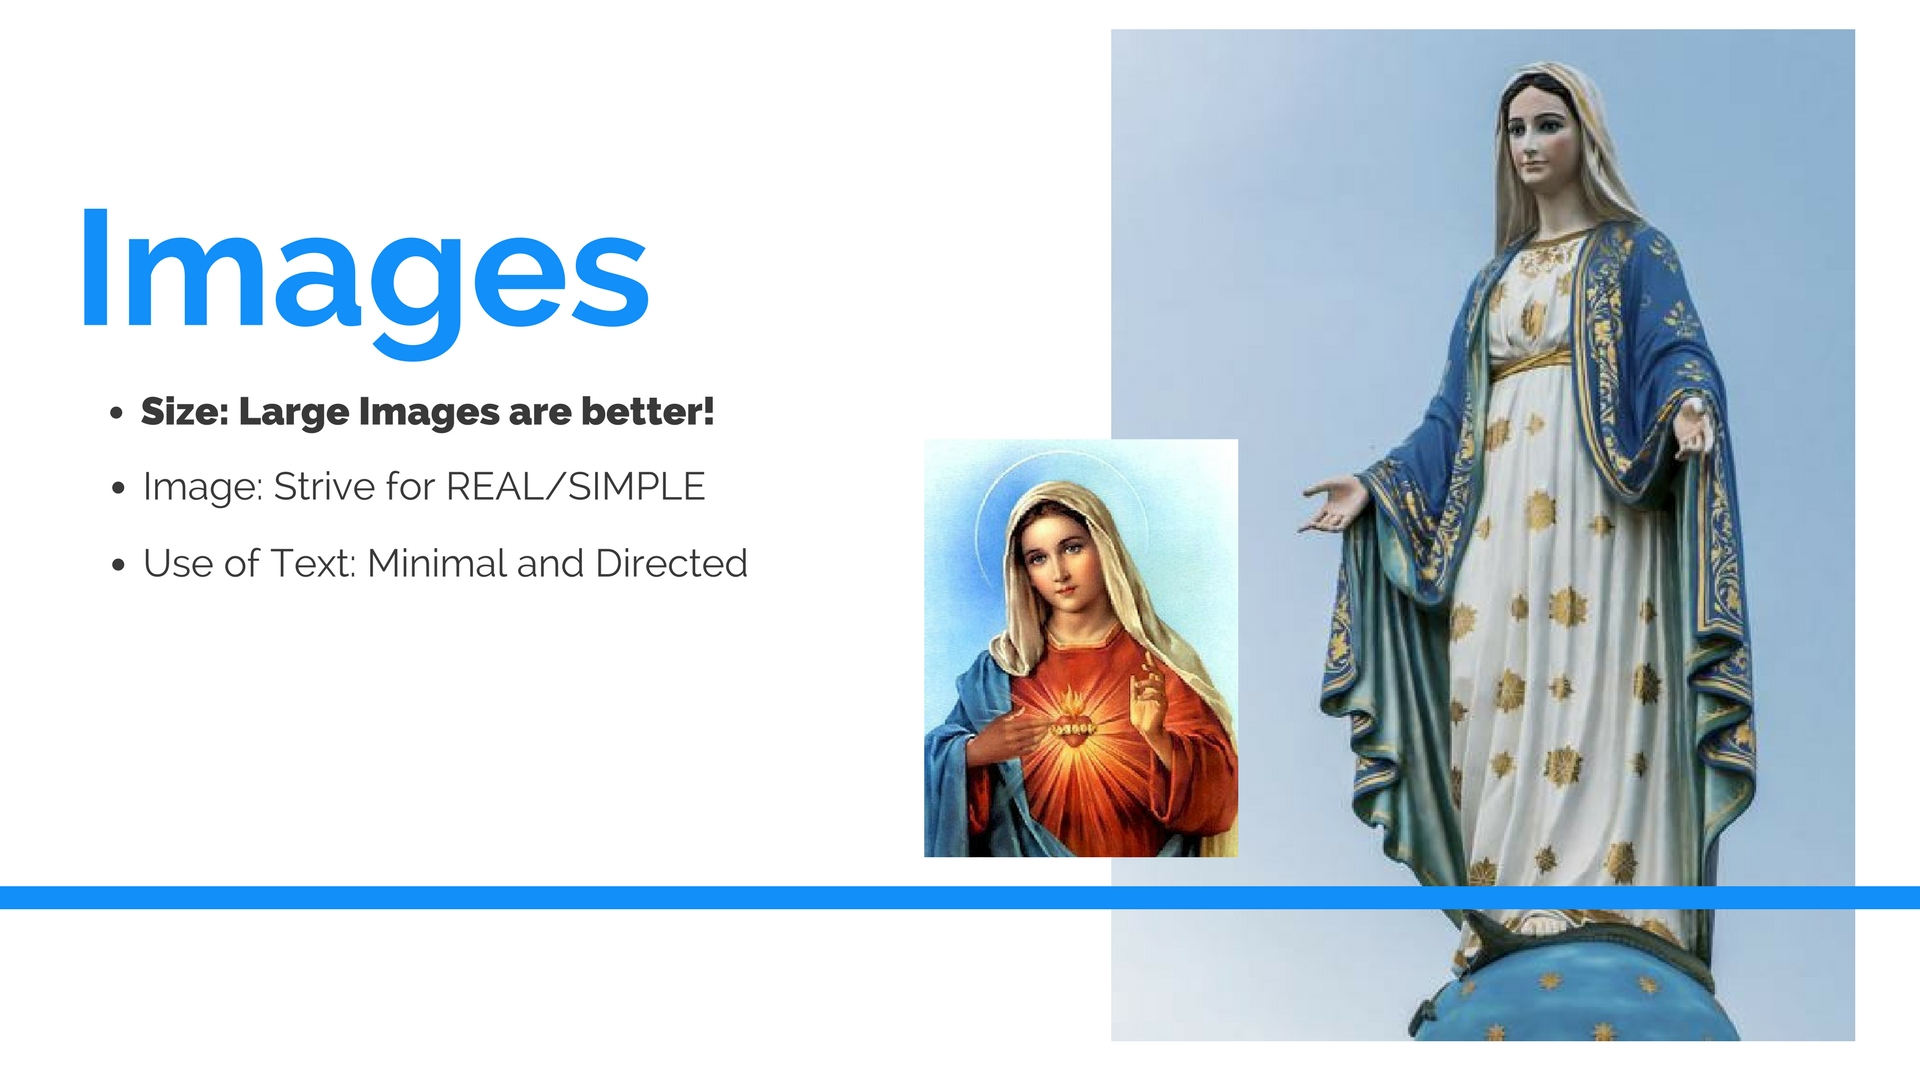 Images
• Size: Large Images are better!
• Image: Strive for REAL/SIMPLE
• Use of Text: Minimal and Directed